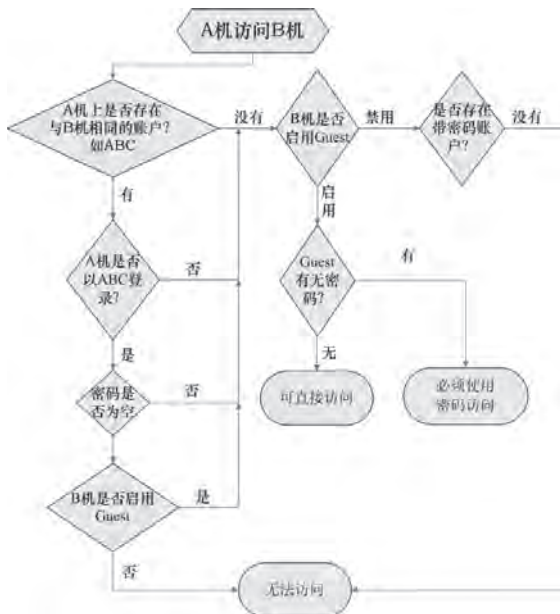 A机访问B机
A机上是否存在
与B机相同的账户？
如ABC
没有
B机是否
启用Guest
禁用
是否存在
带密码账
户？
没有
有
启
用
A机是否
以ABC登
录？
否
Guest
有无密
码？
有
是
无
密码是
否为空
否
可直接访问
必须使用
密码访问
B机是否启用
Guest
是
否
无法访问